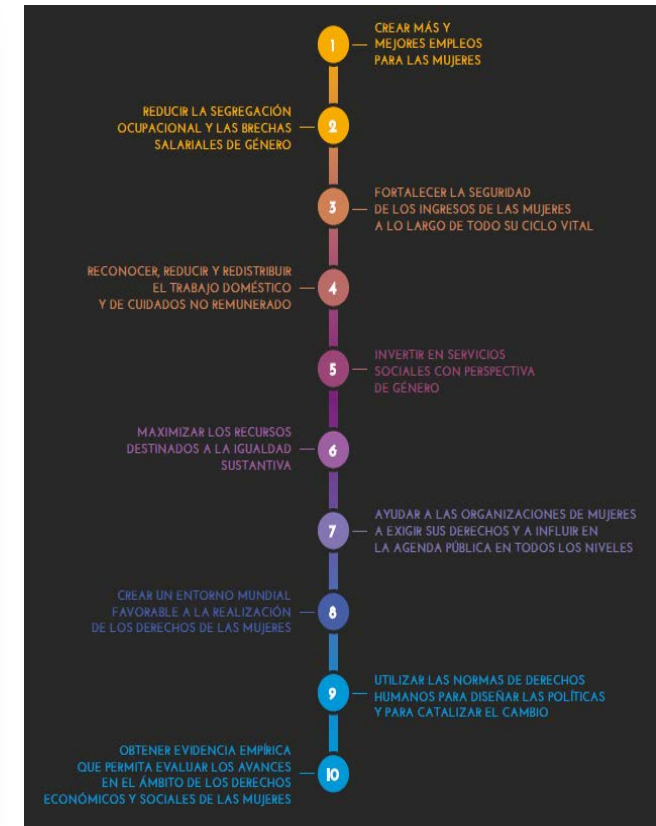 1
CREAR MÁS Y
MEJORES EMPLEOS
PARA LAS MUJERES
REDUCIR LA SEGREGACIÓN
OCUPACIONAL Y LAS BRECHAS
SALARIALES DE GÉNERO
2
3
FORTALECER LA SEGURIDAD
DE LOS INGRESOS DE LAS MUJERES
A LO LARGO DE TODO SU CICLO VITAL
RECONOCER, REDUCIR Y REDISTRIBUIR
EL TRABAJO DOMÉSTICO
Y DE CUIDADOS NO REMUNERADO
4
5
INVERTIR EN SERVICIOS
SOCIALES CON PERSPECTIVA
DE GÉNERO
MAXIMIZAR LOS RECURSOS
DESTINADOS A LA IGUALDAD
SUSTANTIVA
6
7
AYUDAR A LAS ORGANIZACIONES DE MUJERES
A EXIGIR SUS DERECHOS Y A INFLUIR EN
LA AGENDA PÚBLICA EN TODOS LOS NIVELES
CREAR UN ENTORNO MUNDIAL
FAVORABLE A LA REALIZACIÓN
DE LOS DERECHOS DE LAS MUJERES
8
9
UTILIZAR LAS NORMAS DE DERECHOS
HUMANOS PARA DISEÑAR LAS POLÍTICAS
Y PARA CATALIZAR EL CAMBIO
OBTENER EVIDENCIA EMPÍRICA
QUE PERMITA EVALUAR LOS AVANCES
EN EL ÁMBITO DE LOS DERECHOS
ECONÓMICOS Y SOCIALES DE LAS MUJERES
10